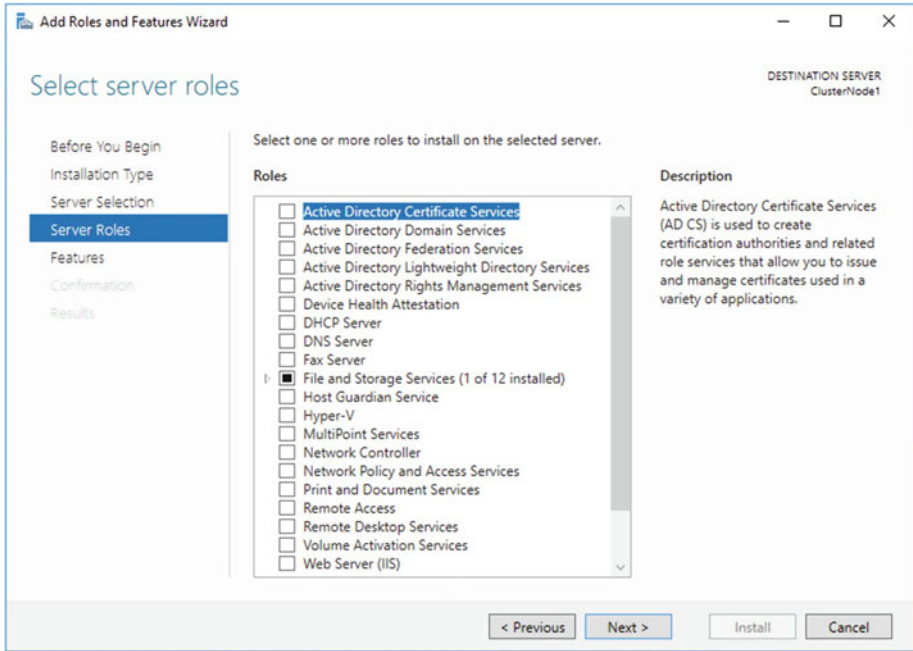 Add Roles and Features Wizard
Select server roles
DESTINATION SERVER
ClusterNode1
Before You Begin
Installation Type
Server Selection
Server Roles
Features
Confirmation
Results
Select one or more roles to install on the selected server.
Roles
Active Directory Certificate Services
Active Directory Domain Services
Active Directory Federation Services
Active Directory Lightweight Directory Services
Active Directory Rights Management Services
Device Health Attestation
DHCP Server
DNS Server
Fax Server
File and Storage Services (1 of 12 installed)
Host Guardian Service
Hyper-V
MultiPoint Services
Network Controller
Network Policy and Access Services
Print and Document Services
Remote Access
Remote Desktop Services
Volume Activation Services
Web Server (IIS)
Description
Active Directory Certificate Services
(AD CS) is used to create
certification authorities and related
role services that allow you to issue
and manage certificates used in a
variety of applications.
< Previous
Next >
Install
Cancel